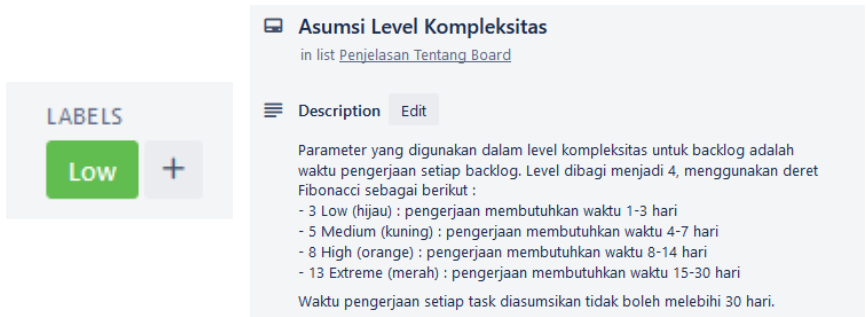 LABELS
Low +
Asumsi Level Kompleksitas
in list Penjelasan Tentang Board
Description Edit
Parameter yang digunakan dalam level kompleksitas untuk backlog adalah
waktu pengerjaan setiap backlog. Level dibagi menjadi 4, menggunakan deret
Fibonacci sebagai berikut :
- 3 Low (hijau) : pengerjaan membutuhkan waktu 1-3 hari
- 5 Medium (kuning) : pengerjaan membutuhkan waktu 4-7 hari
- 8 High (orange) : pengerjaan membutuhkan waktu 8-14 hari
- 13 Extreme (merah) : pengerjaan membutuhkan waktu 15-30 hari
Waktu pengerjaan setiap task diasumsikan tidak boleh melebihi 30 hari.